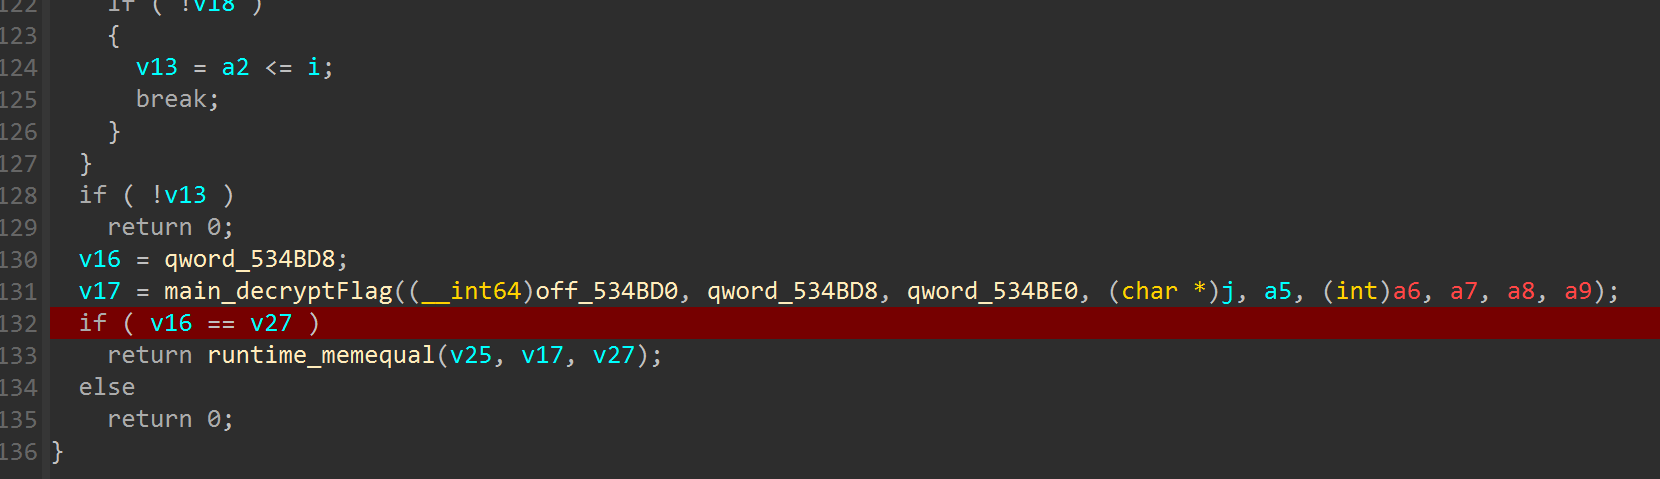 122 if ( !v18 )
123 {
124 v13 = a2 <= i;
125 break;
126 }
127 }
128 if ( !v13 )
129 return 0;
130 v16 = qword_534BD8;
131 v17 = main_decryptFlag((__int64)off_534BD0, qword_534BD8, qword_534BE0, (char *)j, a5, (int)a6, a7, a8, a9);
132 if ( v16 == v27 )
133 return runtime_memequal(v25, v17, v27);
134 else
135 return 0;
136 }